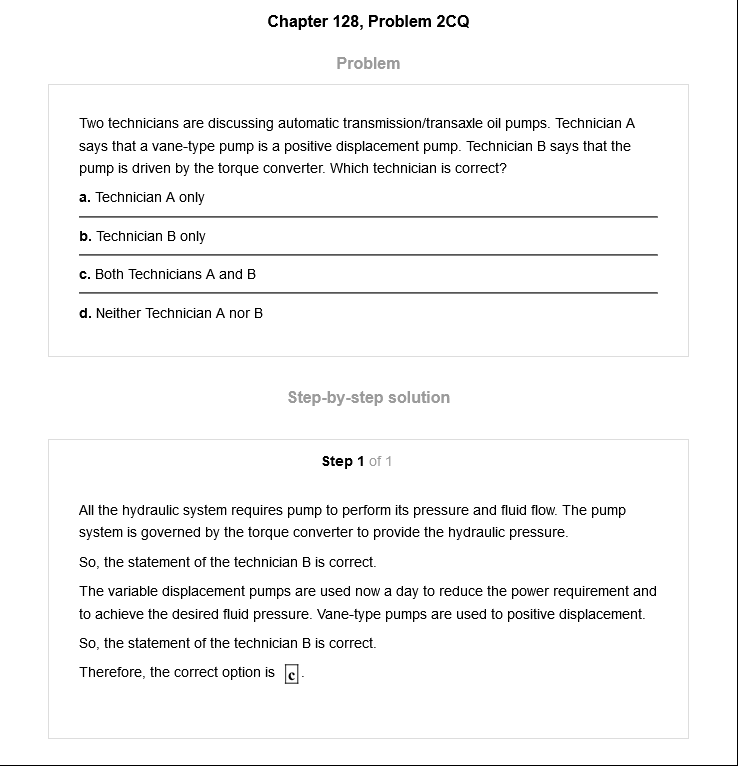 Chapter 128, Problem 2CQ
Problem
Two technicians are discussing automatic transmission/transaxle oil pumps. Technician A
says that a vane-type pump is a positive displacement pump. Technician B says that the
pump is driven by the torque converter. Which technician is correct?
a. Technician A only
b. Technician B only
c. Both Technicians A and B
d. Neither Technician A nor B
Step-by-step solution
Step 1 of 1
All the hydraulic system requires pump to perform its pressure and fluid flow. The pump
system is governed by the torque converter to provide the hydraulic pressure.
So, the statement of the technician B is correct.
The variable displacement pumps are used now a day to reduce the power requirement and
to achieve the desired fluid pressure. Vane-type pumps are used to positive displacement.
So, the statement of the technician B is correct.
Therefore, the correct option is c.